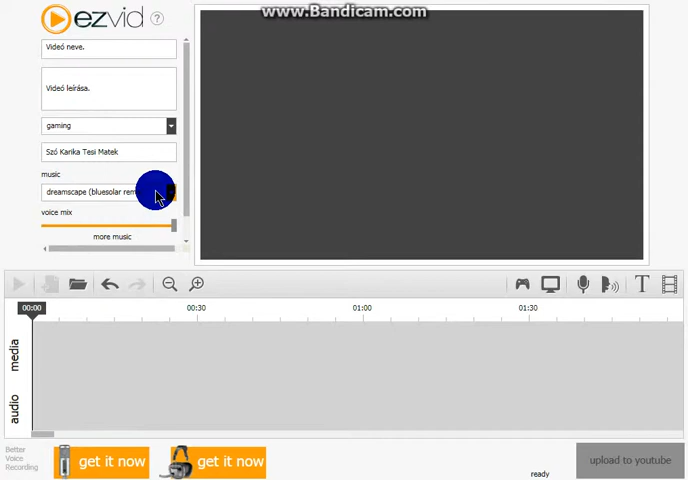 www.Bandicam.com
ezvid ?
Videó neve.
Videó leírása.
gaming
Szó Karika Tesi Matek
music
dreamscape (bluesolar rem
voice mix
more music
00:00 00:30 01:00 01:30
media
audio
Better
Voice
Recording
get it now
get it now
ready
upload to youtube